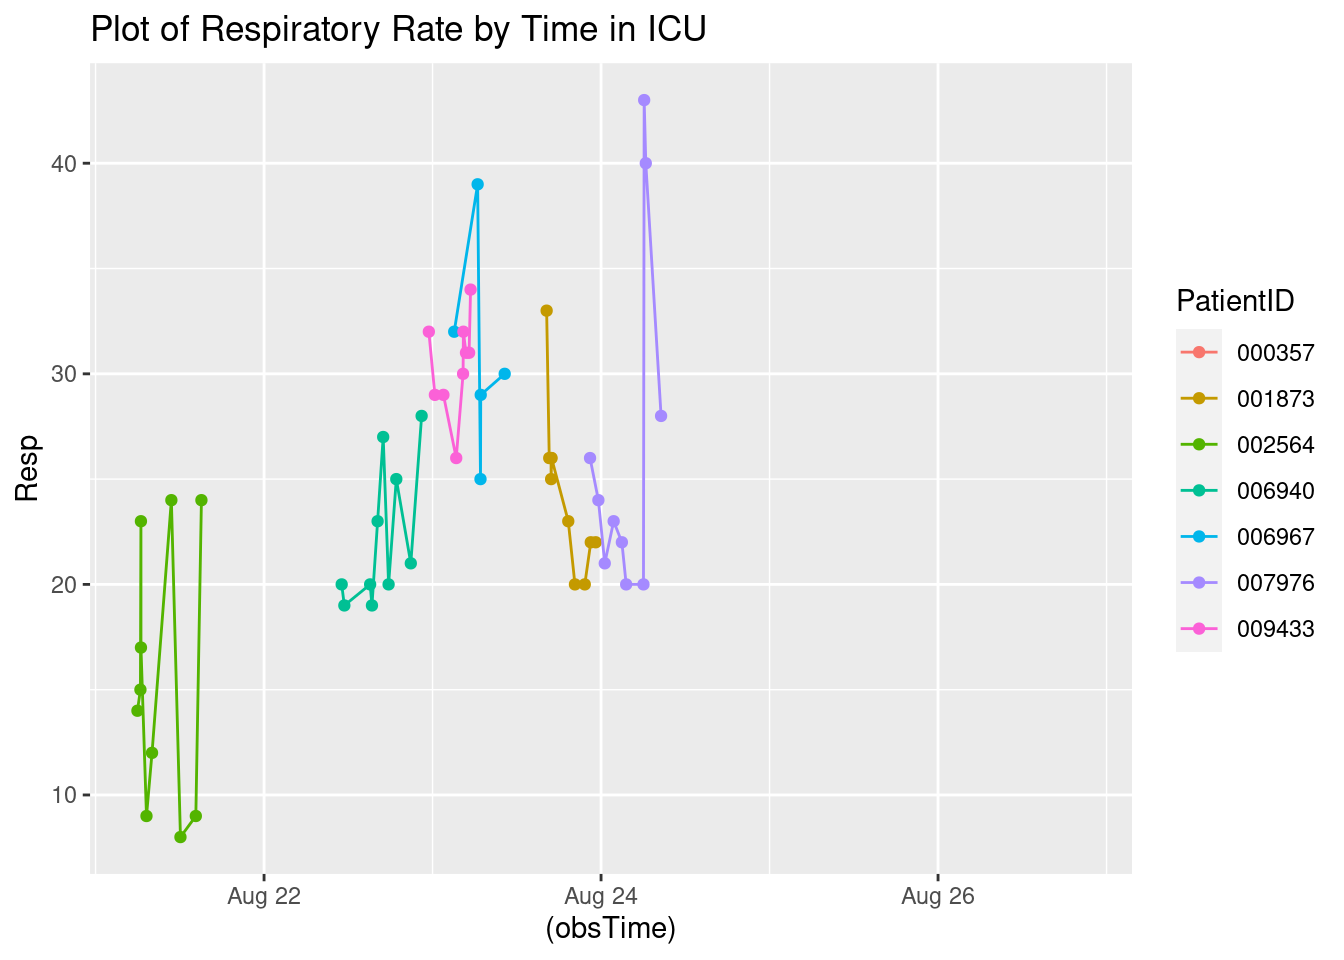 Plot of Respiratory Rate by Time in ICU
Resp
40
30
20
10
Aug 22
Aug 24
Aug 26
(obsTime)
PatientID
000357
001873
002564
006940
006967
007976
009433